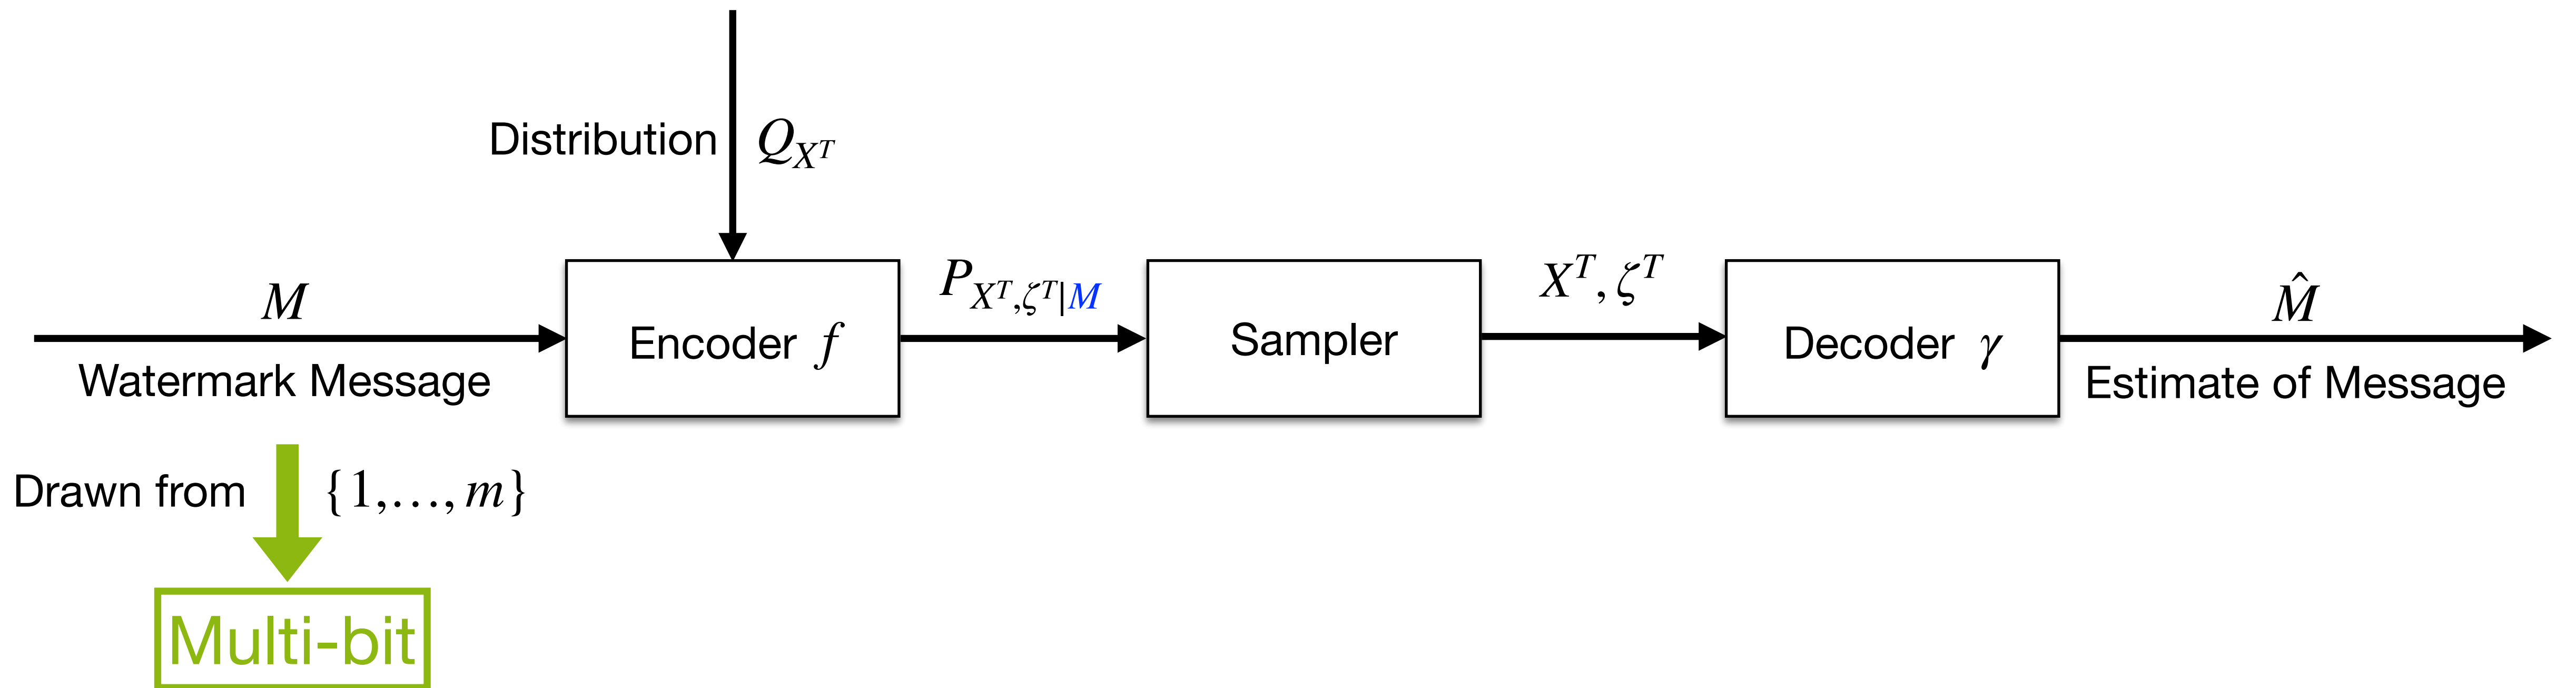 Distribution Q_{X^T}
M
Watermark Message
Encoder f
P_{X^T,ζ^T|M}
Sampler
X^T, ζ^T
Decoder γ
M̂
Estimate of Message
Drawn from {1,…, m}
Multi-bit